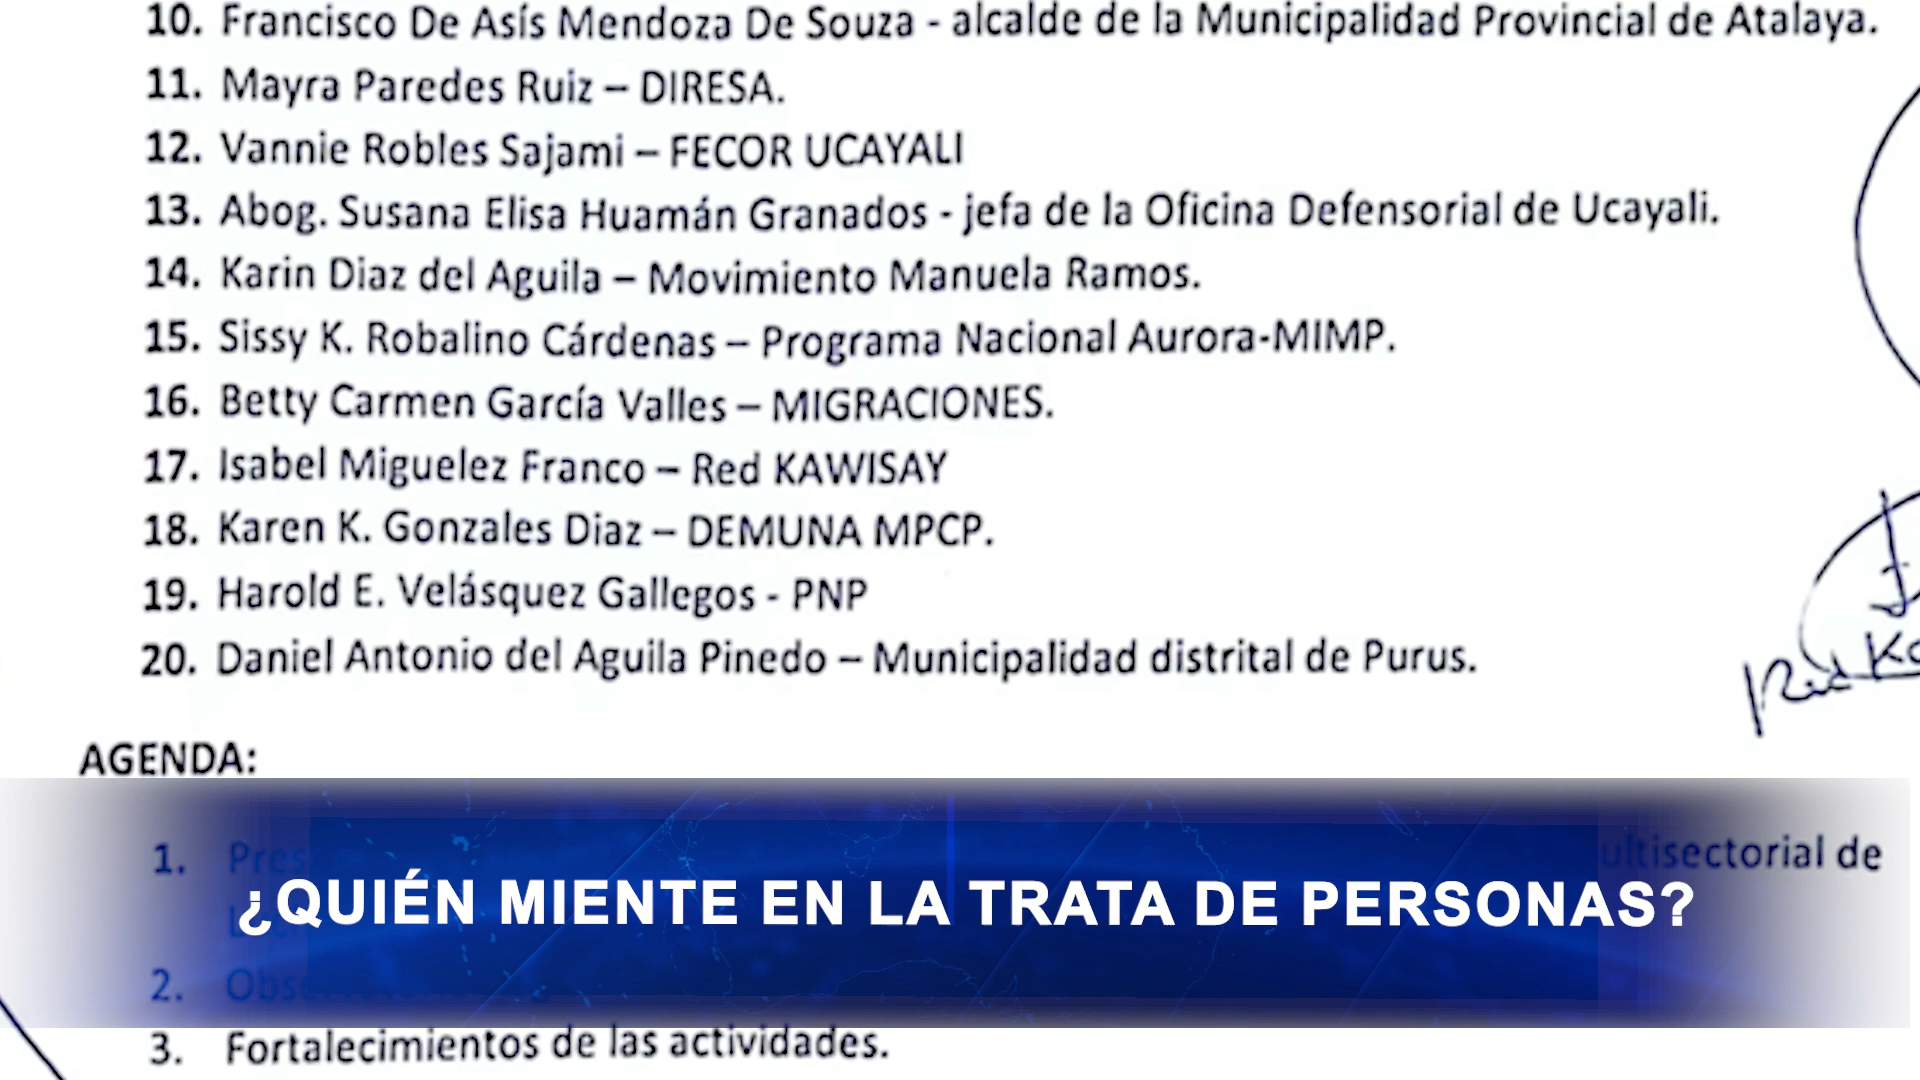 10. Francisco De Asís Mendoza De Souza - alcalde de la Municipalidad Provincial de Atalaya.
11. Mayra Paredes Ruiz – DIRESA.
12. Vannie Robles Sajami – FECOR UCAYALI
13. Abog. Susana Elisa Huamán Granados - jefa de la Oficina Defensorial de Ucayali.
14. Karin Diaz del Aguila – Movimiento Manuela Ramos.
15. Sissy K. Robalino Cárdenas – Programa Nacional Aurora-MIMP.
16. Betty Carmen García Valles – MIGRACIONES.
17. Isabel Miguelez Franco – Red KAWISAY
18. Karen K. Gonzales Diaz – DEMUNA MPCP.
19. Harold E. Velásquez Gallegos - PNP
20. Daniel Antonio del Aguila Pinedo – Municipalidad distrital de Purus.
Red
AGENDA:
1. Pres ultisectorial de
¿QUIÉN MIENTE EN LA TRATA DE PERSONAS?
2.
3. Fortalecimientos de las actividades.